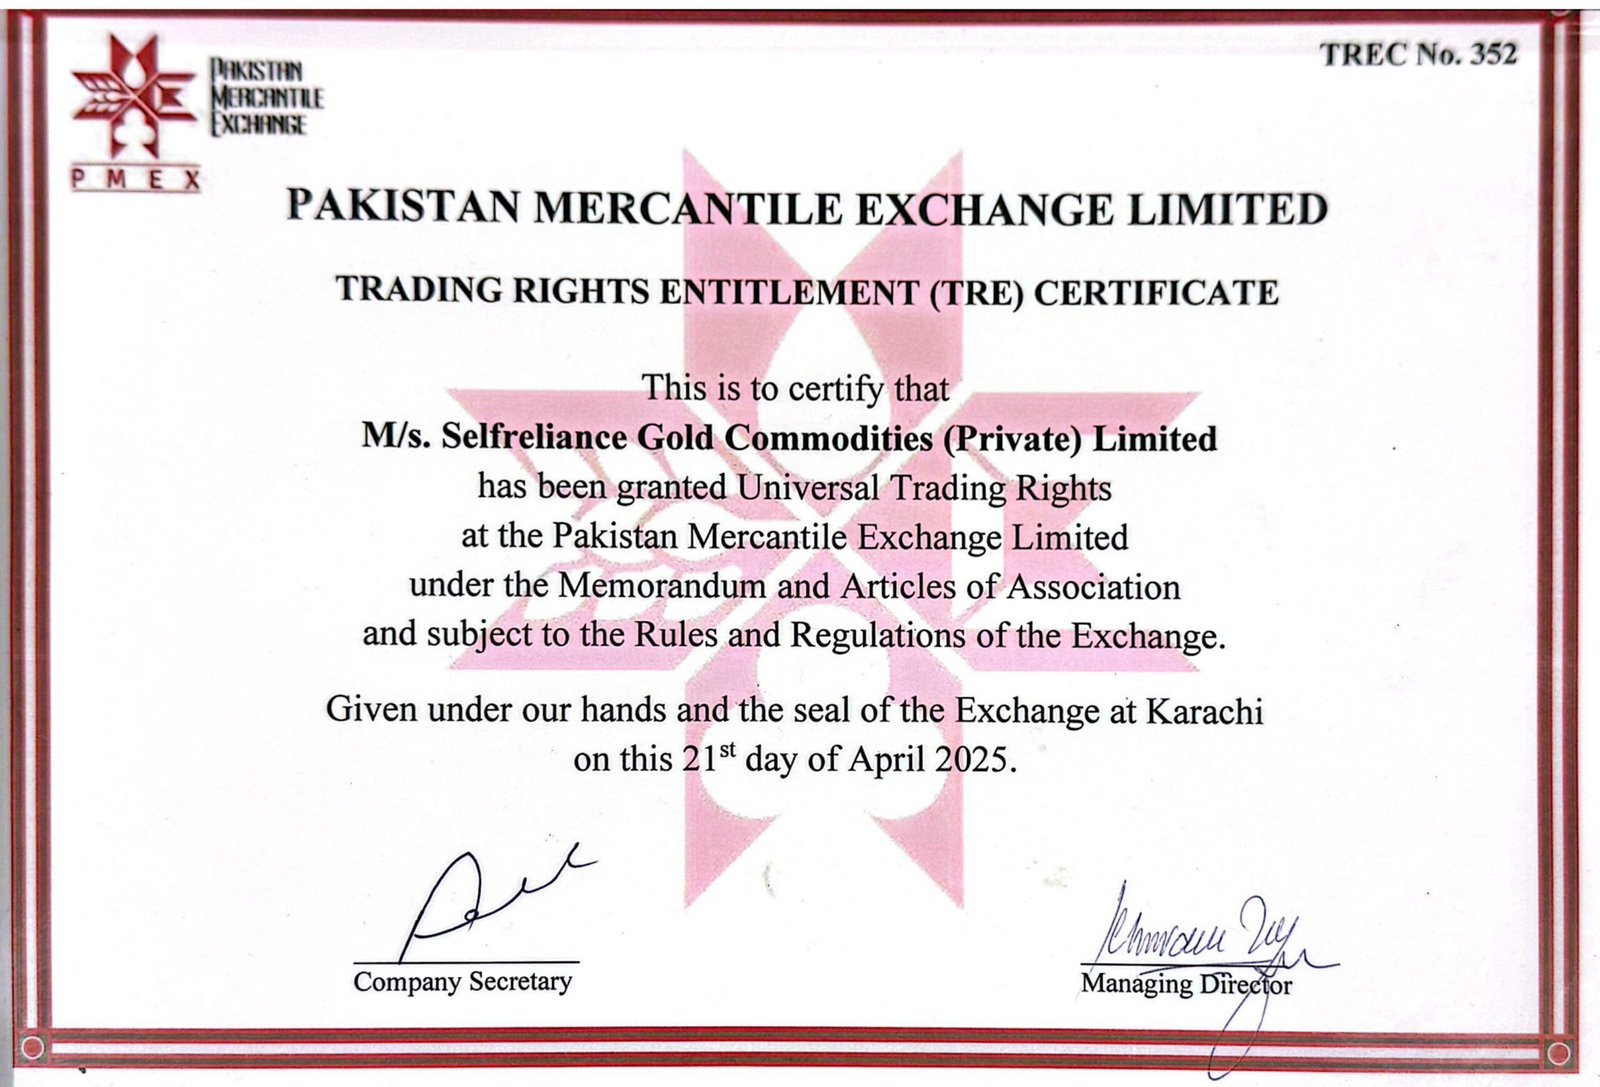 TREC No. 352
PAKISTAN
MERCANTILE
EXCHANGE
PMEX
PAKISTAN MERCANTILE EXCHANGE LIMITED
TRADING RIGHTS ENTITLEMENT (TRE) CERTIFICATE
This is to certify that
M/s. Selfreliance Gold Commodities (Private) Limited
has been granted Universal Trading Rights
at the Pakistan Mercantile Exchange Limited
under the Memorandum and Articles of Association
and subject to the Rules and Regulations of the Exchange.
Given under our hands and the seal of the Exchange at Karachi
on this 21st day of April 2025.
Company Secretary
Managing Director